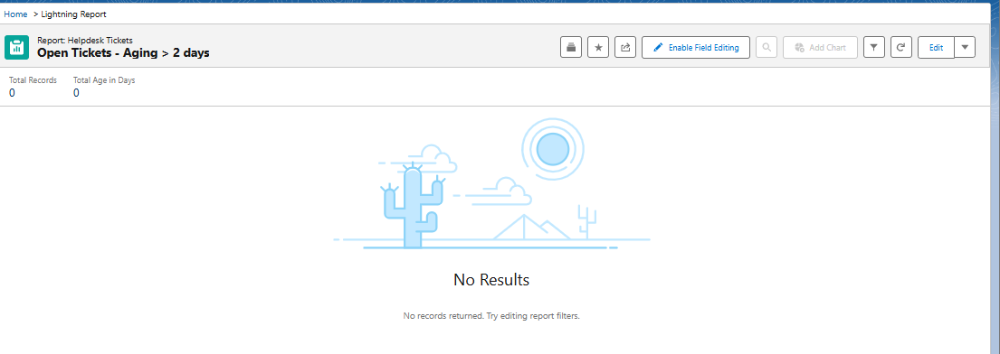 Home > Lightning Report
Report: Helpdesk Tickets
Open Tickets - Aging > 2 days
Enable Field Editing
Add Chart
Edit
Total Records
0
Total Age in Days
0
No Results
No records returned. Try editing report filters.